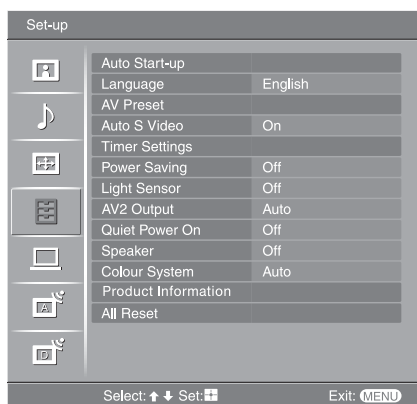 Set-up
Auto Start-up
Language English
AV Preset
Auto S Video On
Timer Settings
Power Saving Off
Light Sensor Off
AV2 Output Auto
Quiet Power On Off
Speaker Off
Colour System Auto
Product Information
All Reset
A
D
Select: Set: Exit: MENU